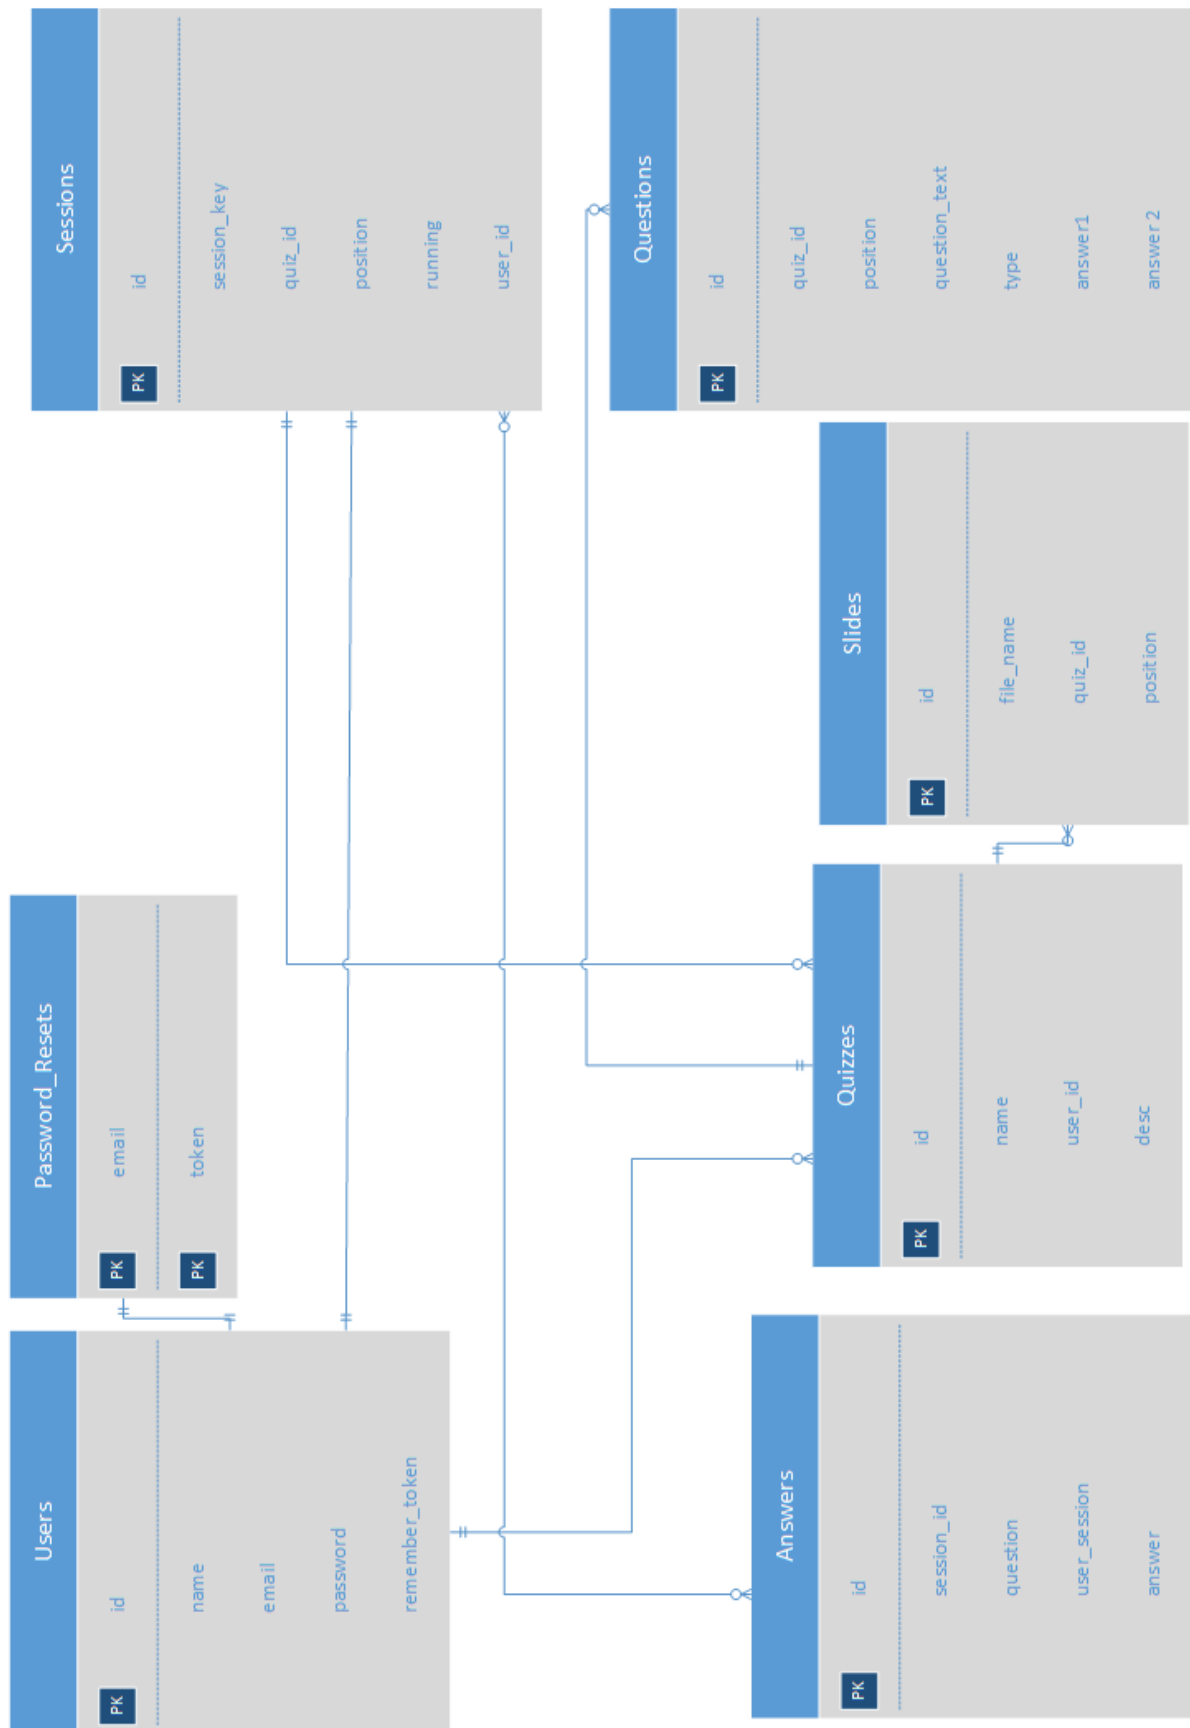 Users
PK id
name
email
password
remember_token
Password_Resets
PK email
PK token
Sessions
PK id
session_key
quiz_id
position
running
user_id
Answers
PK id
session_id
question
user_session
answer
Quizzes
PK id
name
user_id
desc
Slides
PK id
file_name
quiz_id
position
Questions
PK id
quiz_id
position
question_text
type
answer1
answer2